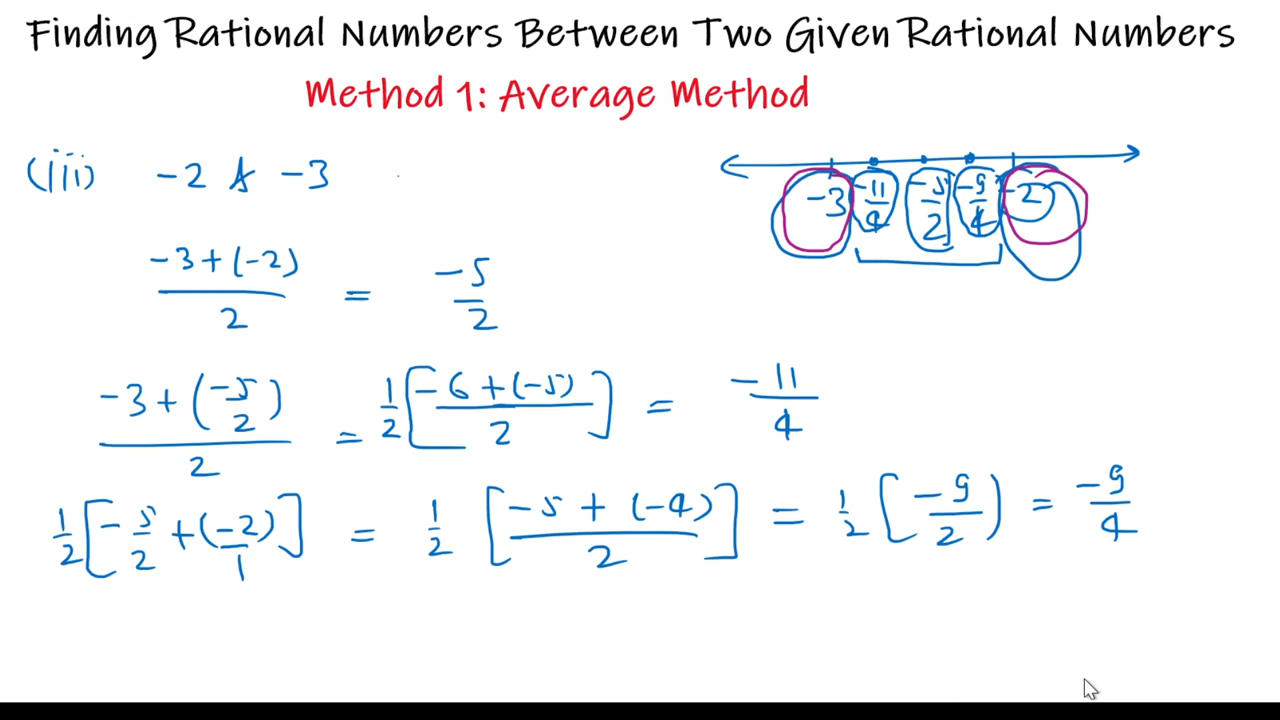 Finding Rational Numbers Between Two Given Rational Numbers
Method 1: Average Method
(iii) -2 & -3
-3 -11/4 -5/2 -9/4 -2
(-3+(-2))/2 = -5/2
(-3+(-5/2))/2 = 1/2[(-6+(-5))/2] = -11/4
1/2[-5/2+(-2)/1] = 1/2[(-5+(-4))/2] = 1/2[-9/2) = -9/4